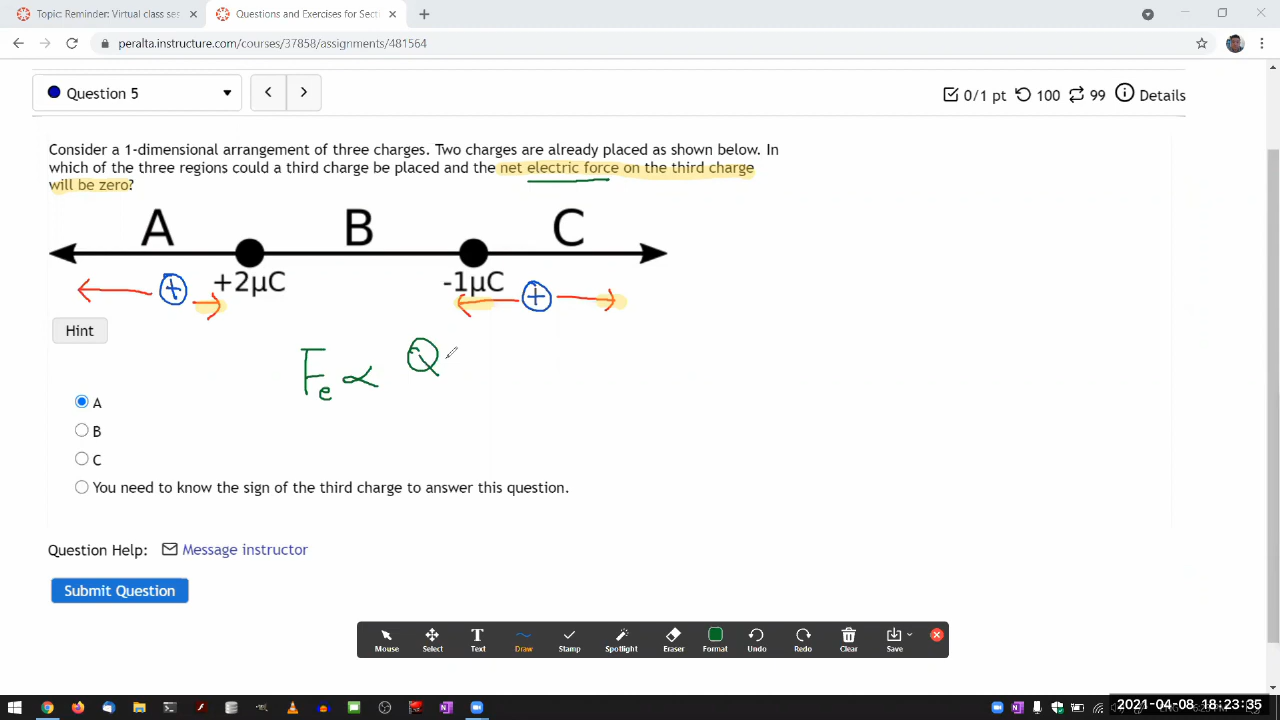 Topic: Reminder: Virtual class ses
Questions and Exercises for Sect
peralta.instructure.com/courses/37858/assignments/481564
Question 5
0/1 pt 100 99 Details
Consider a 1-dimensional arrangement of three charges. Two charges are already placed as shown below. In
which of the three regions could a third charge be placed and the net electric force on the third charge
will be zero?
A B C
+2μC -1μC
+ +
Hint
Fe ∝ Q
A
B
C
You need to know the sign of the third charge to answer this question.
Question Help: Message instructor
Submit Question
Mouse Select Text Draw Stamp Spotlight Eraser Format Undo Redo Clear Save
2021-04-08 18:23:35